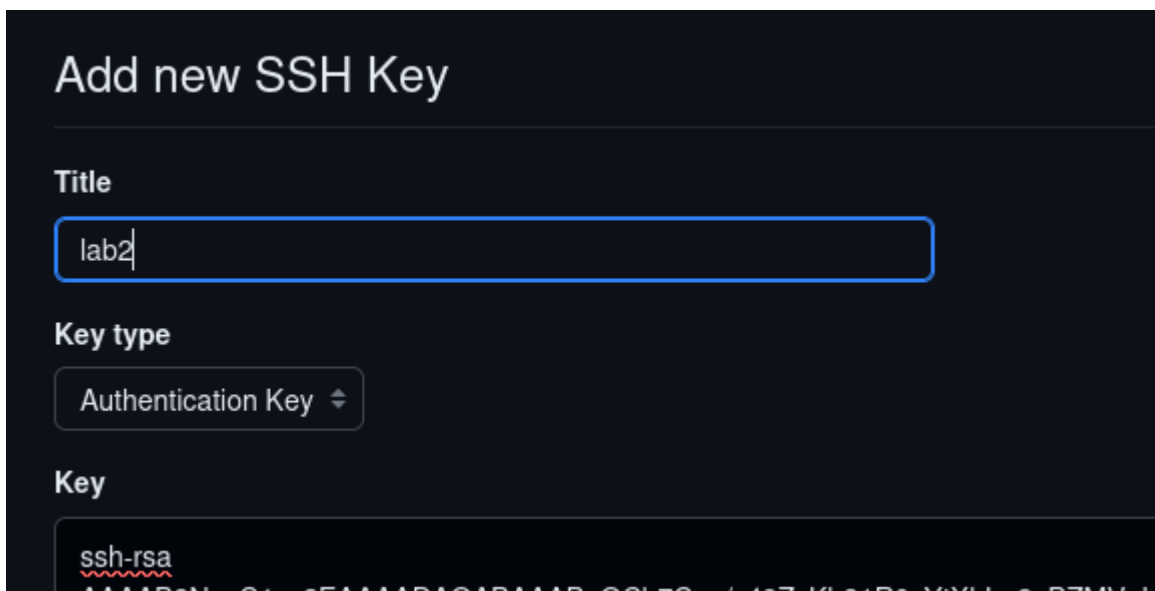 Add new SSH Key
Title
lab2
Key type
Authentication Key
Key
ssh-rsa